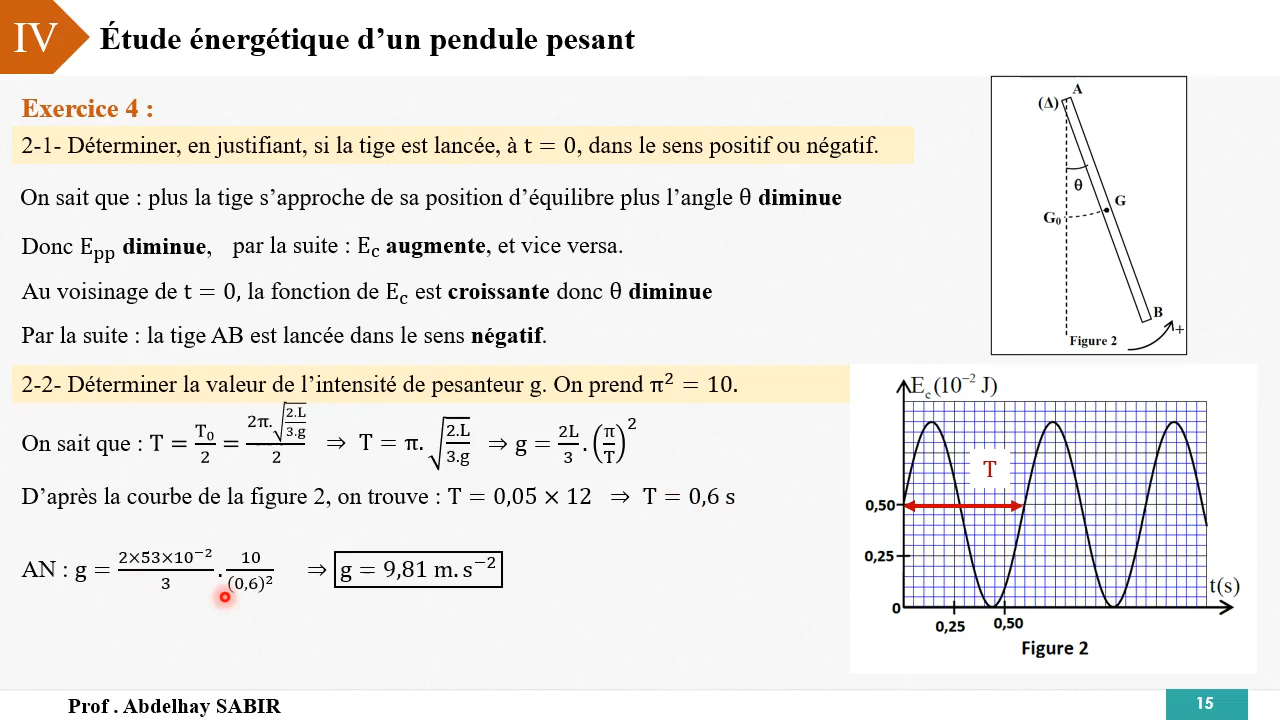 IV
Étude énergétique d’un pendule pesant
Exercice 4 :
2-1- Déterminer, en justifiant, si la tige est lancée, à t = 0, dans le sens positif ou négatif.
On sait que : plus la tige s’approche de sa position d’équilibre plus l’angle θ diminue
Donc E_pp diminue, par la suite : E_c augmente, et vice versa.
Au voisinage de t = 0, la fonction de E_c est croissante donc θ diminue
Par la suite : la tige AB est lancée dans le sens négatif.
2-2- Déterminer la valeur de l’intensité de pesanteur g. On prend π² = 10.
On sait que : T = T₀/2 = (2π.√(2.L/3.g))/2 ⇒ T = π.√(2.L/3.g) ⇒ g = 2L/3 . (π/T)²
D’après la courbe de la figure 2, on trouve : T = 0,05 × 12 ⇒ T = 0,6 s
AN : g = 2×53×10⁻²/3 . 10/(0,6)² ⇒ g = 9,81 m.s⁻²
A
(Δ)
θ
G
G₀
B
+
Figure 2
E_c (10⁻² J)
T
0,50
0,25
0
t(s)
0,25
0,50
Figure 2
Prof . Abdelhay SABIR
15